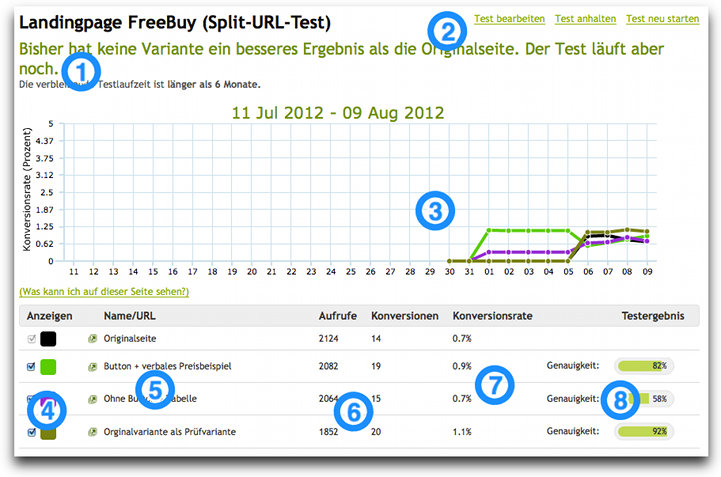 Landingpage FreeBuy (Split-URL-Test)
Test bearbeiten Test anhalten Test neu starten
2
Bisher hat keine Variante ein besseres Ergebnis als die Originalseite. Der Test läuft aber
noch.
1
Die Testlaufzeit ist länger als 6 Monate.
11 Jul 2012 - 09 Aug 2012
Konversionsrate (Prozent)
5
4.37
3.75
3.12
2.5
1.87
1.25
0.62
0
3
11 12 13 14 15 16 17 18 19 20 21 22 23 24 25 26 27 28 29 30 31 01 02 03 04 05 06 07 08 09
(Was kann ich auf dieser Seite sehen?)
Anzeigen Name/URL Aufrufe Konversionen Konversionsrate Testergebnis
Originalseite 2124 14 0.7%
Button + verbales Preisbeispiel 2082 19 0.9% Genauigkeit: 82%
4 5 6 7 8
Ohne 2064 15 0.7% Genauigkeit: 58%
Orginalvariante als Prüfvariante 1852 20 1.1% Genauigkeit: 92%